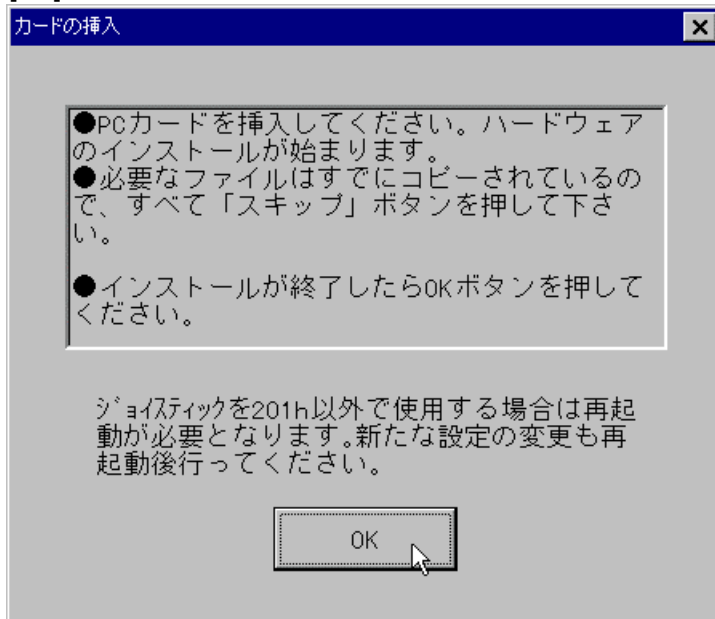 カードの挿入
●PCカードを挿入してください。ハードウェア
のインストールが始まります。
●必要なファイルはすでにコピーされているの
で、すべて「スキップ」ボタンを押して下さ
い。
●インストールが終了したらOKボタンを押して
ください。
ｼﾞｮｲｽﾃｨｯｸを201h以外で使用する場合は再起
動が必要となります｡新たな設定の変更も再
起動後行ってください。
OK